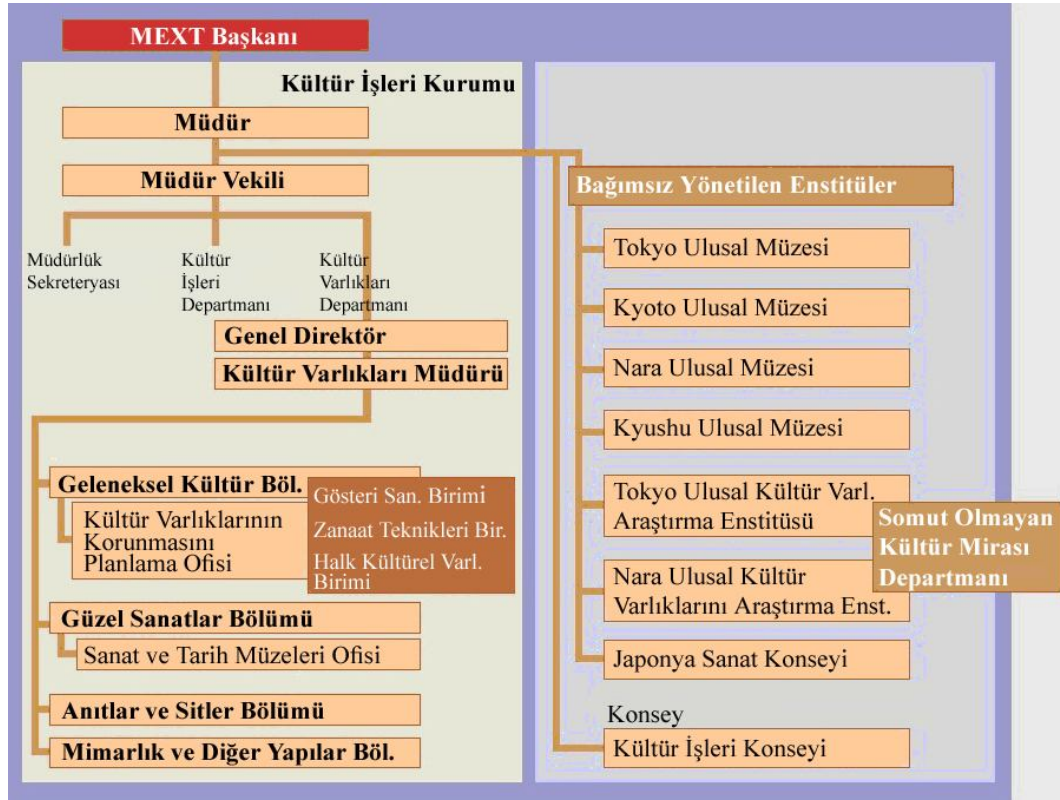 MEXT Başkanı
Kültür İşleri Kurumu
Müdür
Müdür Vekili
Müdürlük
Sekreteryası
Kültür
İşleri
Departmanı
Kültür
Varlıkları
Departmanı
Genel Direktör
Kültür Varlıkları Müdürü
Geleneksel Kültür Böl.
Kültür Varlıklarının
Korunmasını
Planlama Ofisi
Gösteri San. Birimi
Zanaat Teknikleri Bir.
Halk Kültürel Varl.
Birimi
Güzel Sanatlar Bölümü
Sanat ve Tarih Müzeleri Ofisi
Anıtlar ve Sitler Bölümü
Mimarlık ve Diğer Yapılar Böl.
Bağımsız Yönetilen Enstitüler
Tokyo Ulusal Müzesi
Kyoto Ulusal Müzesi
Nara Ulusal Müzesi
Kyushu Ulusal Müzesi
Tokyo Ulusal Kültür Varl.
Araştırma Enstitüsü
Somut Olmayan
Kültür Mirası
Departmanı
Nara Ulusal Kültür
Varlıklarını Araştırma Enst.
Japonya Sanat Konseyi
Konsey
Kültür İşleri Konseyi